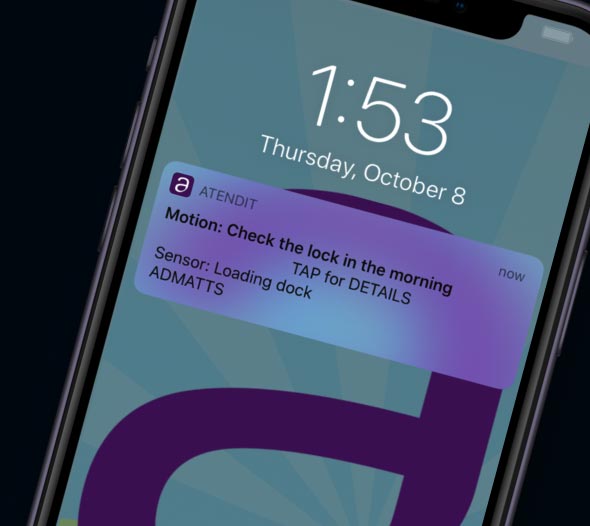 1:53
Thursday, October 8
a ATENDIT
now
Motion: Check the lock in the morning
TAP for DETAILS
Sensor: Loading dock
ADMATTS